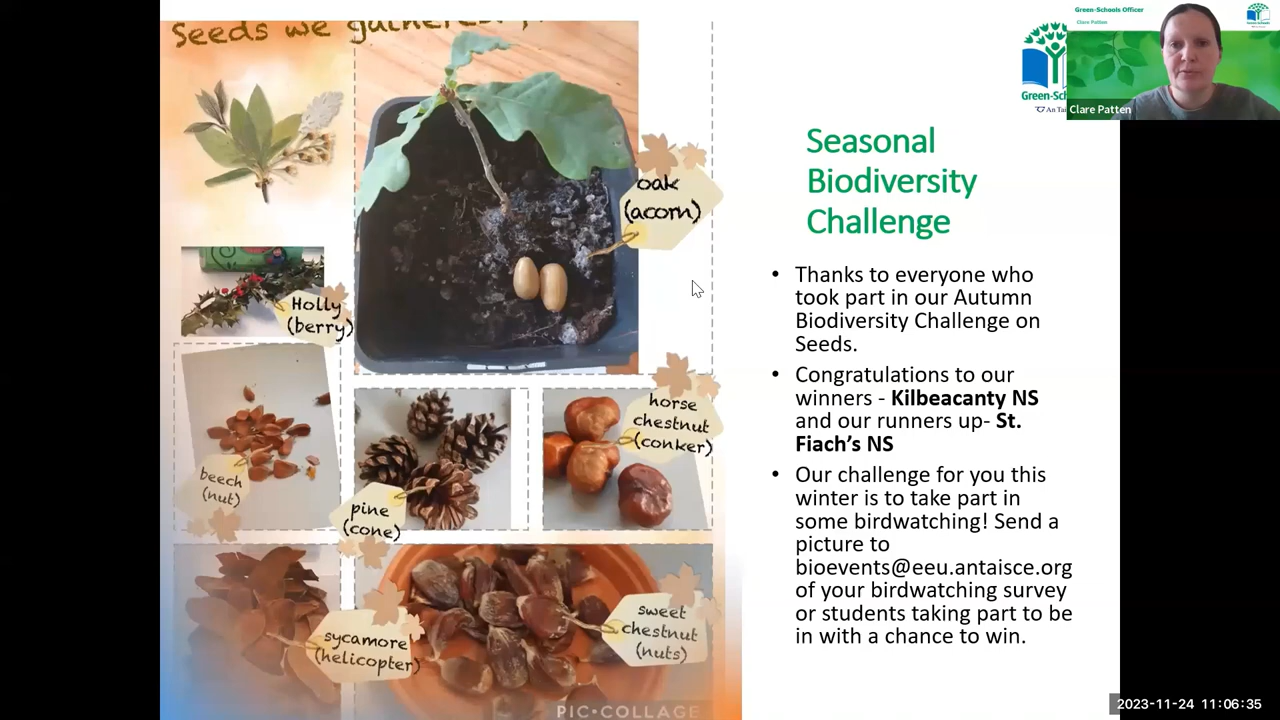 Seeds we gathered
oak
(acorn)
Holly
(berry)
horse
chestnut
(conker)
beech
(nut)
pine
(cone)
sycamore
(helicopter)
sweet
chestnut
(nuts)
PIC•COLLAGE
Green-Schools Officer
Clare Patten
Clare Patten
Seasonal
Biodiversity
Challenge
• Thanks to everyone who
took part in our Autumn
Biodiversity Challenge on
Seeds.
• Congratulations to our
winners - Kilbeacanty NS
and our runners up- St.
Fiach’s NS
• Our challenge for you this
winter is to take part in
some birdwatching! Send a
picture to
bioevents@eeu.antaisce.org
of your birdwatching survey
or students taking part to be
in with a chance to win.
2023-11-24 11:06:35